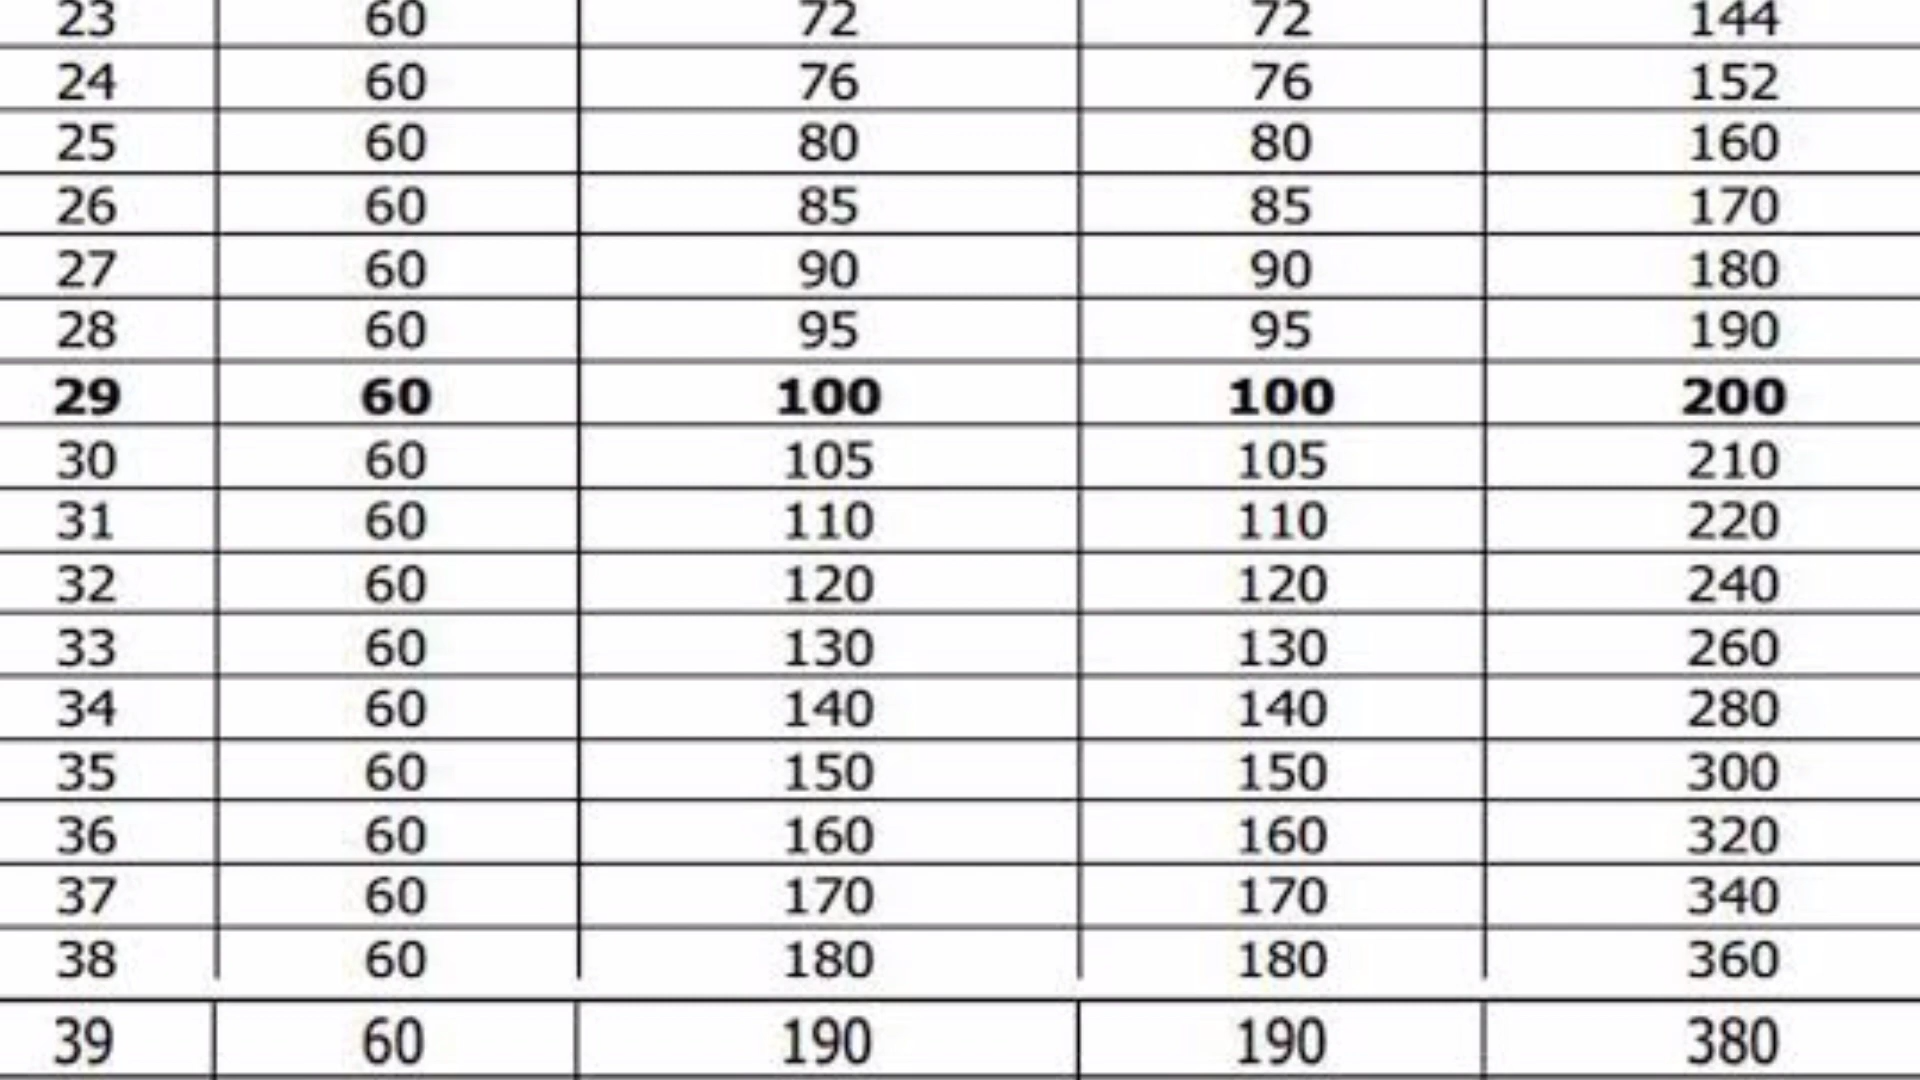 23 60 72 72 144
24 60 76 76 152
25 60 80 80 160
26 60 85 85 170
27 60 90 90 180
28 60 95 95 190
29 60 100 100 200
30 60 105 105 210
31 60 110 110 220
32 60 120 120 240
33 60 130 130 260
34 60 140 140 280
35 60 150 150 300
36 60 160 160 320
37 60 170 170 340
38 60 180 180 360
39 60 190 190 380